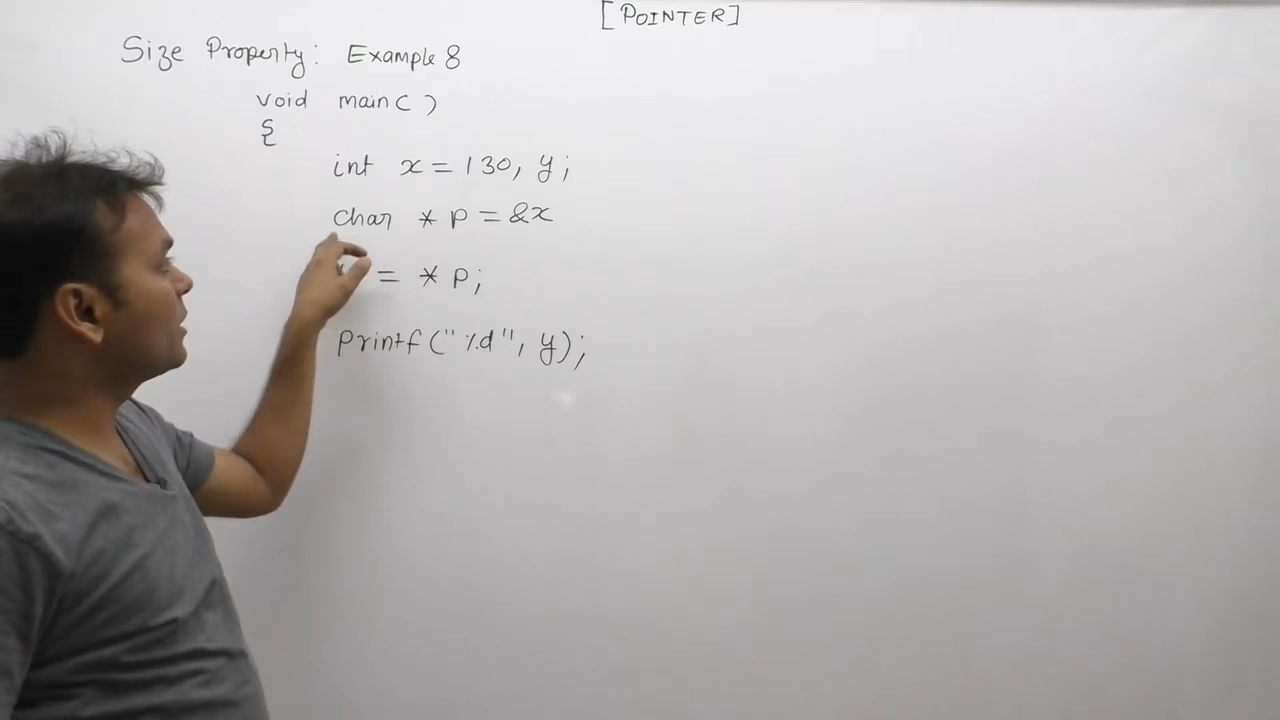 [POINTER]
Size Property: Example 8
void main( )
{
int x = 130, y;
char * p = &x
= * p;
printf("%d", y);